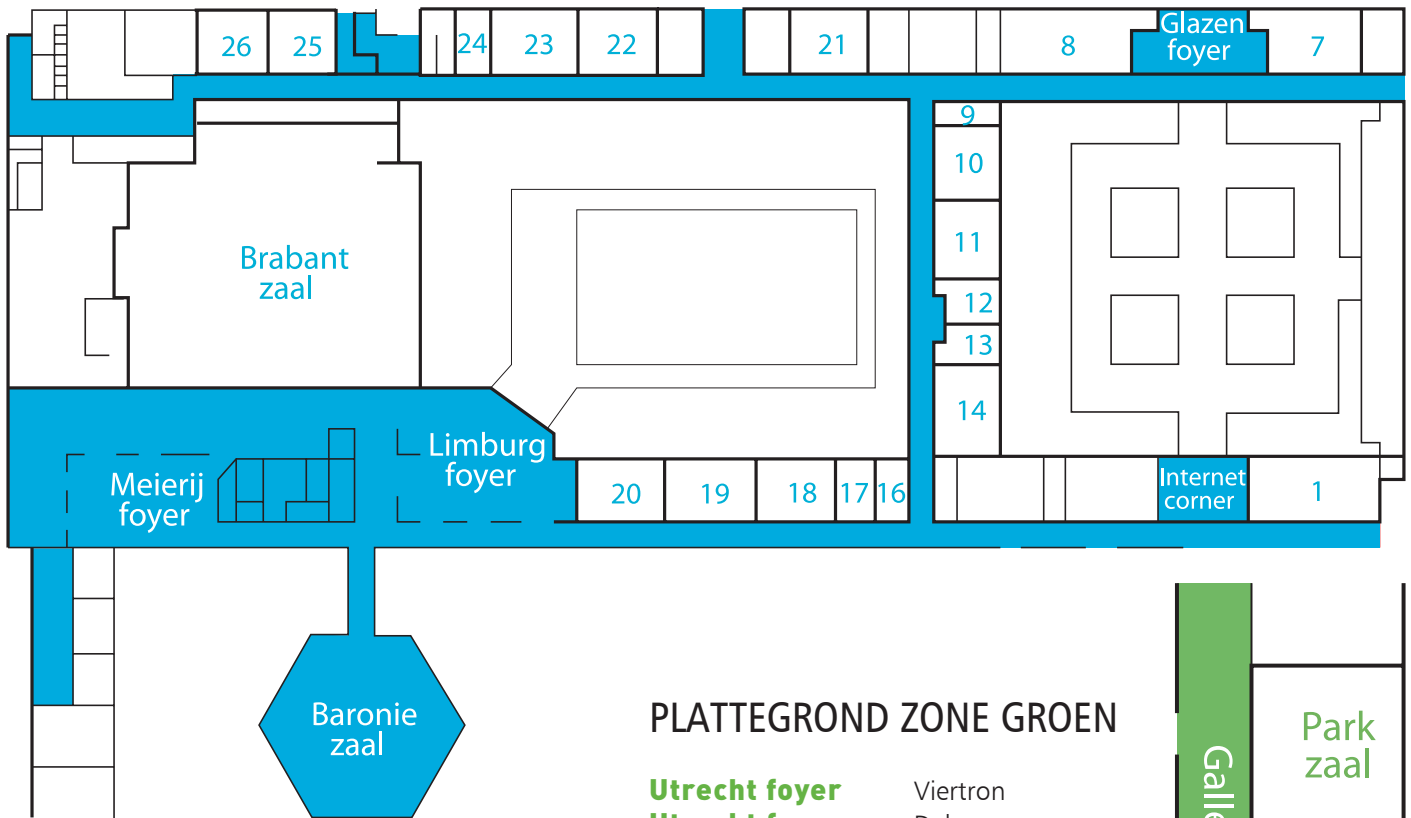 26
25
24
23
22
21
8
Glazen
foyer
7
9
10
11
12
13
14
Brabant
zaal
Limburg
foyer
Meierij
foyer
20
19
18
17
16
Internet
corner
1
Baronie
zaal
PLATTEGROND ZONE GROEN
Utrecht foyer Viertron
Park
zaal